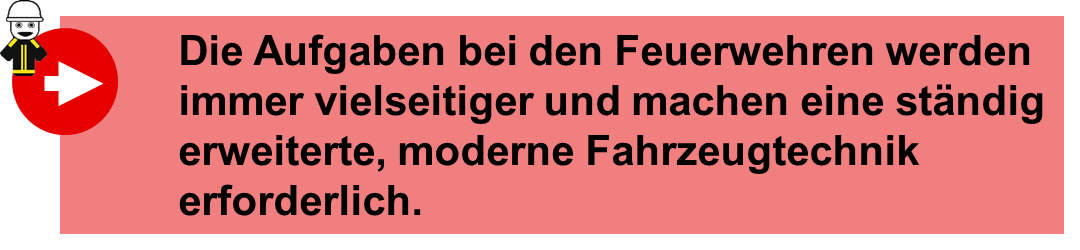 Die Aufgaben bei den Feuerwehren werden
immer vielseitiger und machen eine ständig
erweiterte, moderne Fahrzeugtechnik
erforderlich.